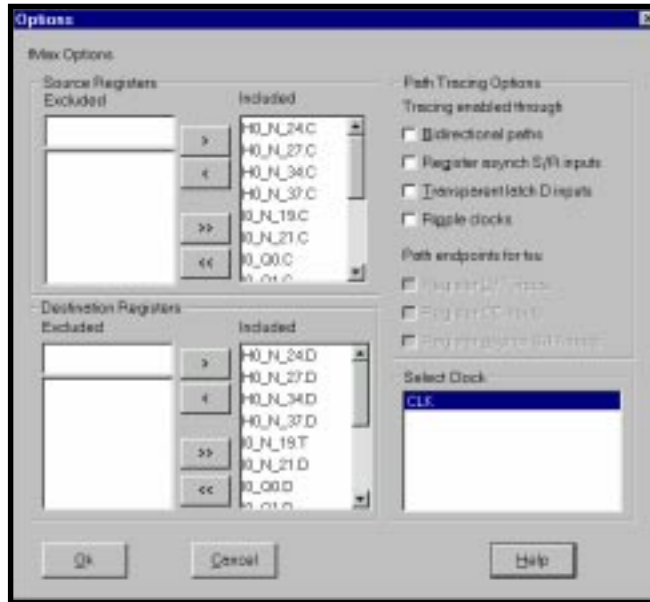 Options
fMax Options
Source Registers
Excluded
Included
>
<
>>
<<
H0_N_24.C
H0_N_27.C
H0_N_34.C
H0_N_37.C
I0_N_19.C
I0_N_21.C
I0_Q0.C
I0_Q1.C
Destination Registers
Excluded
Included
>
<
>>
<<
H0_N_24.D
H0_N_27.D
H0_N_34.D
H0_N_37.D
I0_N_19.T
I0_N_21.D
I0_Q0.D
I0_Q1.D
Path Tracing Options
Tracing enabled through
Bidirectional paths
Register asynch S/R inputs
Transparent latch D inputs
Ripple clocks
Path endpoints for tsu
Select Clock
CLK
Ok
Cancel
Help